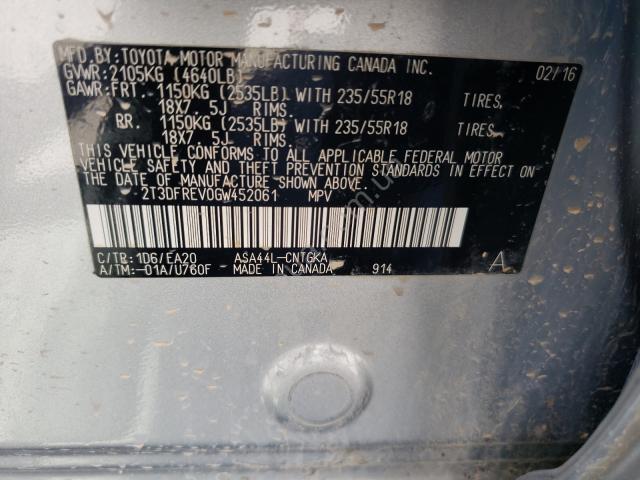 MFD. BY: TOYOTA MOTOR MANUFACTURING CANADA INC. 02/16
GVWR: 2105KG (4640LB)
GAWR: FRT. 1150KG (2535LB) WITH 235/55R18 TIRES,
18X7. 5J RIMS.
RR. 1150KG (2535LB) WITH 235/55R18 TIRES,
18X7. 5J RIMS.
THIS VEHICLE CONFORMS TO ALL APPLICABLE FEDERAL MOTOR
VEHICLE SAFETY AND THEFT PREVENTION STANDARDS IN EFFECT ON
THE DATE OF MANUFACTURE SHOWN ABOVE.
2T3DFREV0GW452061 MPV
C/TR: 1D6/EA20 ASA44L-CNTGKA
A/TM: -01A/U760F MADE IN CANADA 914 A